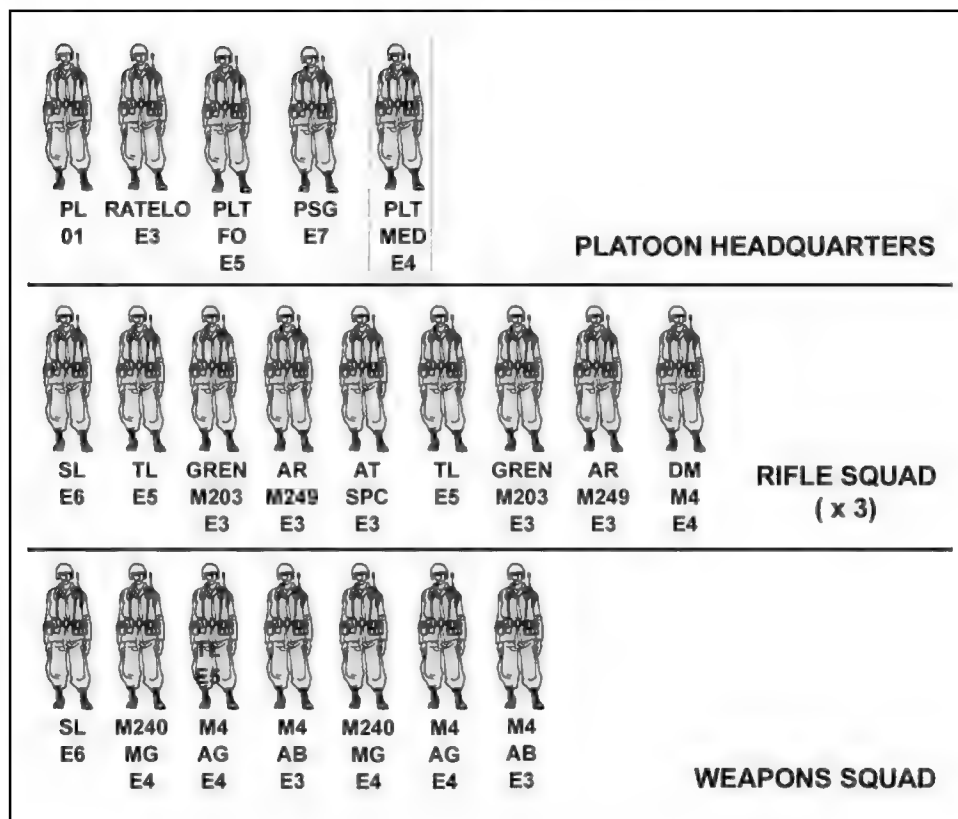 PL RATELO PLT PSG PLT
01 E3 FO E7 MED
E5 E4
PLATOON HEADQUARTERS
SL TL GREN AR AT TL GREN AR DM
E6 E5 M203 M249 SPC E5 M203 M249 M4
E3 E3 E3 E3 E3 E4
RIFLE SQUAD
( x 3)
TL
E5
SL M240 M4 M4 M240 M4 M4
E6 MG AG AB MG AG AB
E4 E4 E3 E4 E4 E3
WEAPONS SQUAD